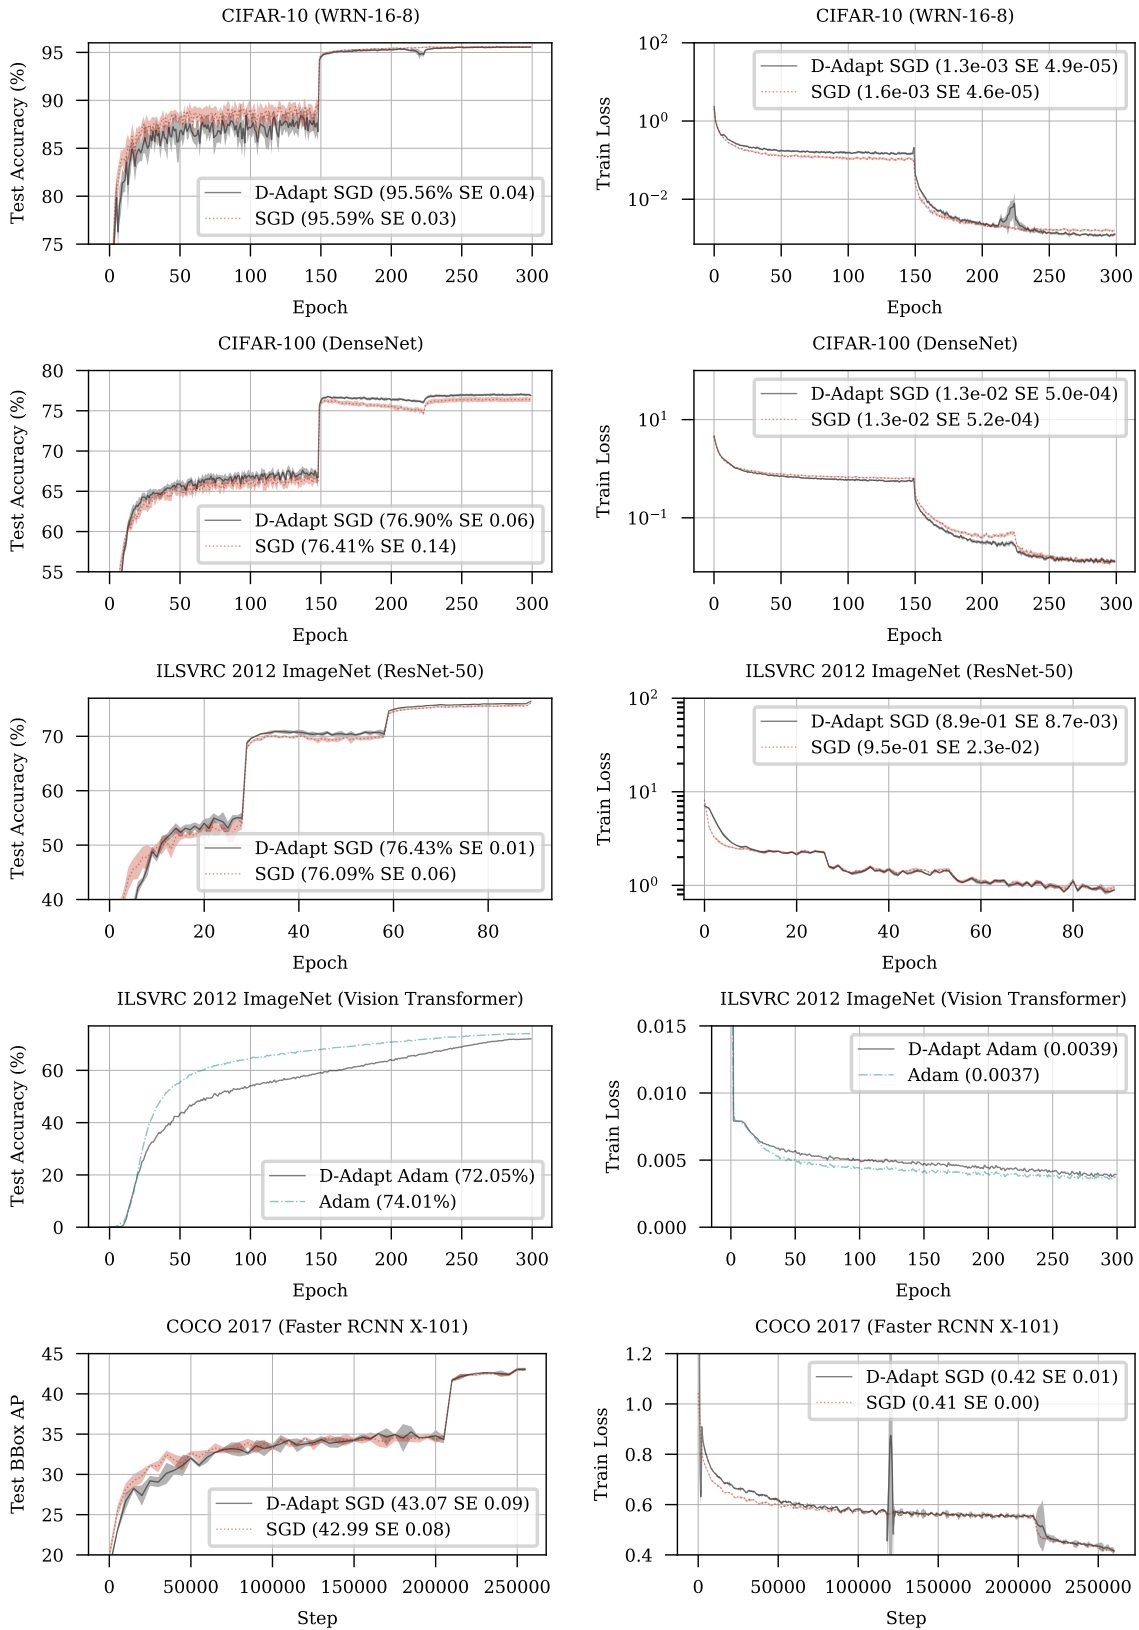 CIFAR-10 (WRN-16-8)
Test Accuracy (%)
95
90
85
80
75
D-Adapt SGD (95.56% SE 0.04)
SGD (95.59% SE 0.03)
0 50 100 150 200 250 300
Epoch
CIFAR-10 (WRN-16-8)
Train Loss
10²
10⁰
10⁻²
D-Adapt SGD (1.3e-03 SE 4.9e-05)
SGD (1.6e-03 SE 4.6e-05)
0 50 100 150 200 250 300
Epoch
CIFAR-100 (DenseNet)
Test Accuracy (%)
80
75
70
65
60
55
D-Adapt SGD (76.90% SE 0.06)
SGD (76.41% SE 0.14)
0 50 100 150 200 250 300
Epoch
CIFAR-100 (DenseNet)
Train Loss
10¹
10⁻¹
D-Adapt SGD (1.3e-02 SE 5.0e-04)
SGD (1.3e-02 SE 5.2e-04)
0 50 100 150 200 250 300
Epoch
ILSVRC 2012 ImageNet (ResNet-50)
Test Accuracy (%)
70
60
50
40
D-Adapt SGD (76.43% SE 0.01)
SGD (76.09% SE 0.06)
0 20 40 60 80
Epoch
ILSVRC 2012 ImageNet (ResNet-50)
Train Loss
10²
10¹
10⁰
D-Adapt SGD (8.9e-01 SE 8.7e-03)
SGD (9.5e-01 SE 2.3e-02)
0 20 40 60 80
Epoch
ILSVRC 2012 ImageNet (Vision Transformer)
Test Accuracy (%)
60
40
20
0
D-Adapt Adam (72.05%)
Adam (74.01%)
0 50 100 150 200 250 300
Epoch
ILSVRC 2012 ImageNet (Vision Transformer)
Train Loss
0.015
0.010
0.005
0.000
D-Adapt Adam (0.0039)
Adam (0.0037)
0 50 100 150 200 250 300
Epoch
COCO 2017 (Faster RCNN X-101)
Test BBox AP
45
40
35
30
25
20
D-Adapt SGD (43.07 SE 0.09)
SGD (42.99 SE 0.08)
0 50000 100000 150000 200000 250000
Step
COCO 2017 (Faster RCNN X-101)
Train Loss
1.2
1.0
0.8
0.6
0.4
D-Adapt SGD (0.42 SE 0.01)
SGD (0.41 SE 0.00)
0 50000 100000 150000 200000 250000
Step